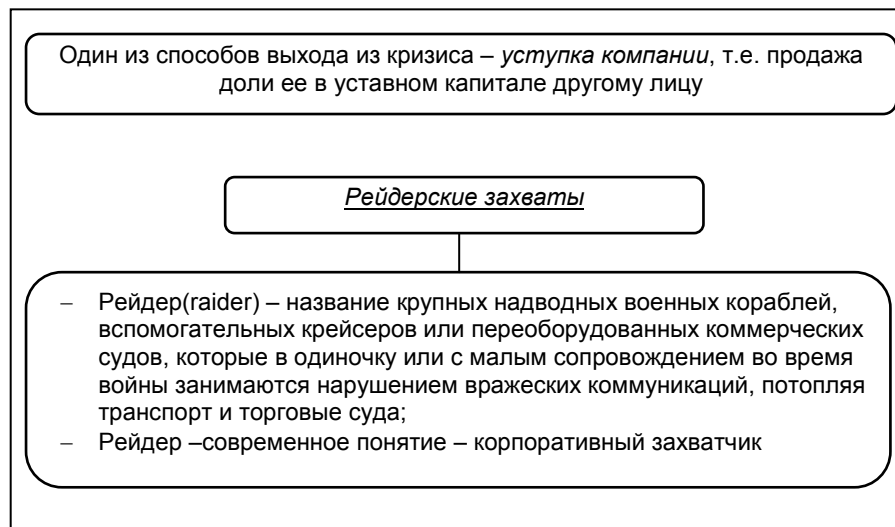 Один из способов выхода из кризиса – уступка компании, т.е. продажа
доли ее в уставном капитале другому лицу
Рейдерские захваты
– Рейдер(raider) – название крупных надводных военных кораблей,
вспомогательных крейсеров или переоборудованных коммерческих
судов, которые в одиночку или с малым сопровождением во время
войны занимаются нарушением вражеских коммуникаций, потопляя
транспорт и торговые суда;
– Рейдер –современное понятие – корпоративный захватчик